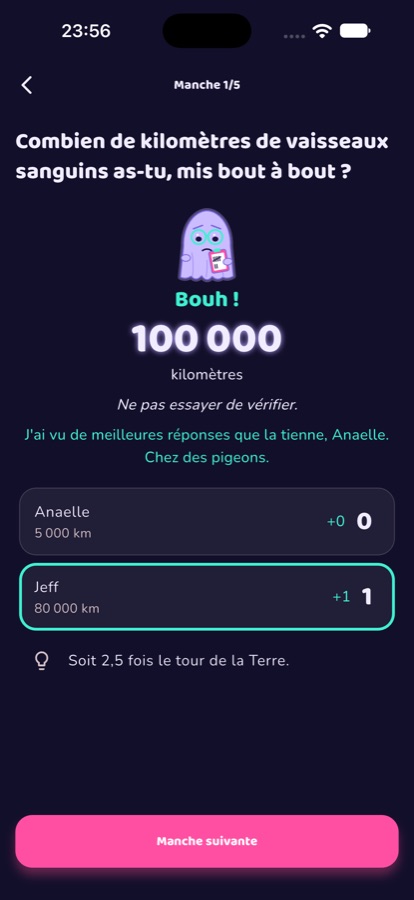 23:56
Manche 1/5
Combien de kilomètres de vaisseaux
sanguins as-tu, mis bout à bout ?
Bouh !
100 000
kilomètres
Ne pas essayer de vérifier.
J'ai vu de meilleures réponses que la tienne, Anaelle.
Chez des pigeons.
Anaelle
5 000 km
+0 0
Jeff
80 000 km
+1 1
Soit 2,5 fois le tour de la Terre.
Manche suivante